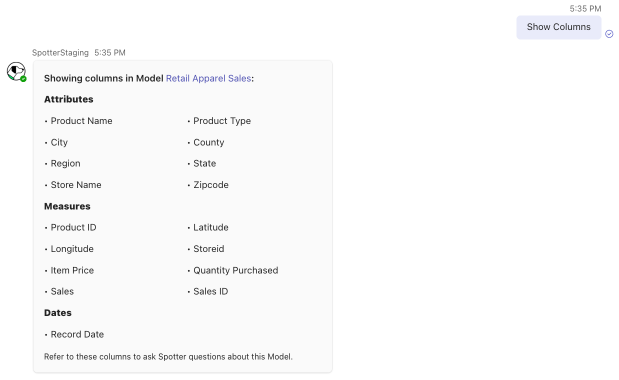 5:35 PM
Show Columns
SpotterStaging 5:35 PM
Showing columns in Model Retail Apparel Sales:
Attributes
• Product Name • Product Type
• City • County
• Region • State
• Store Name • Zipcode
Measures
• Product ID • Latitude
• Longitude • Storeid
• Item Price • Quantity Purchased
• Sales • Sales ID
Dates
• Record Date
Refer to these columns to ask Spotter questions about this Model.